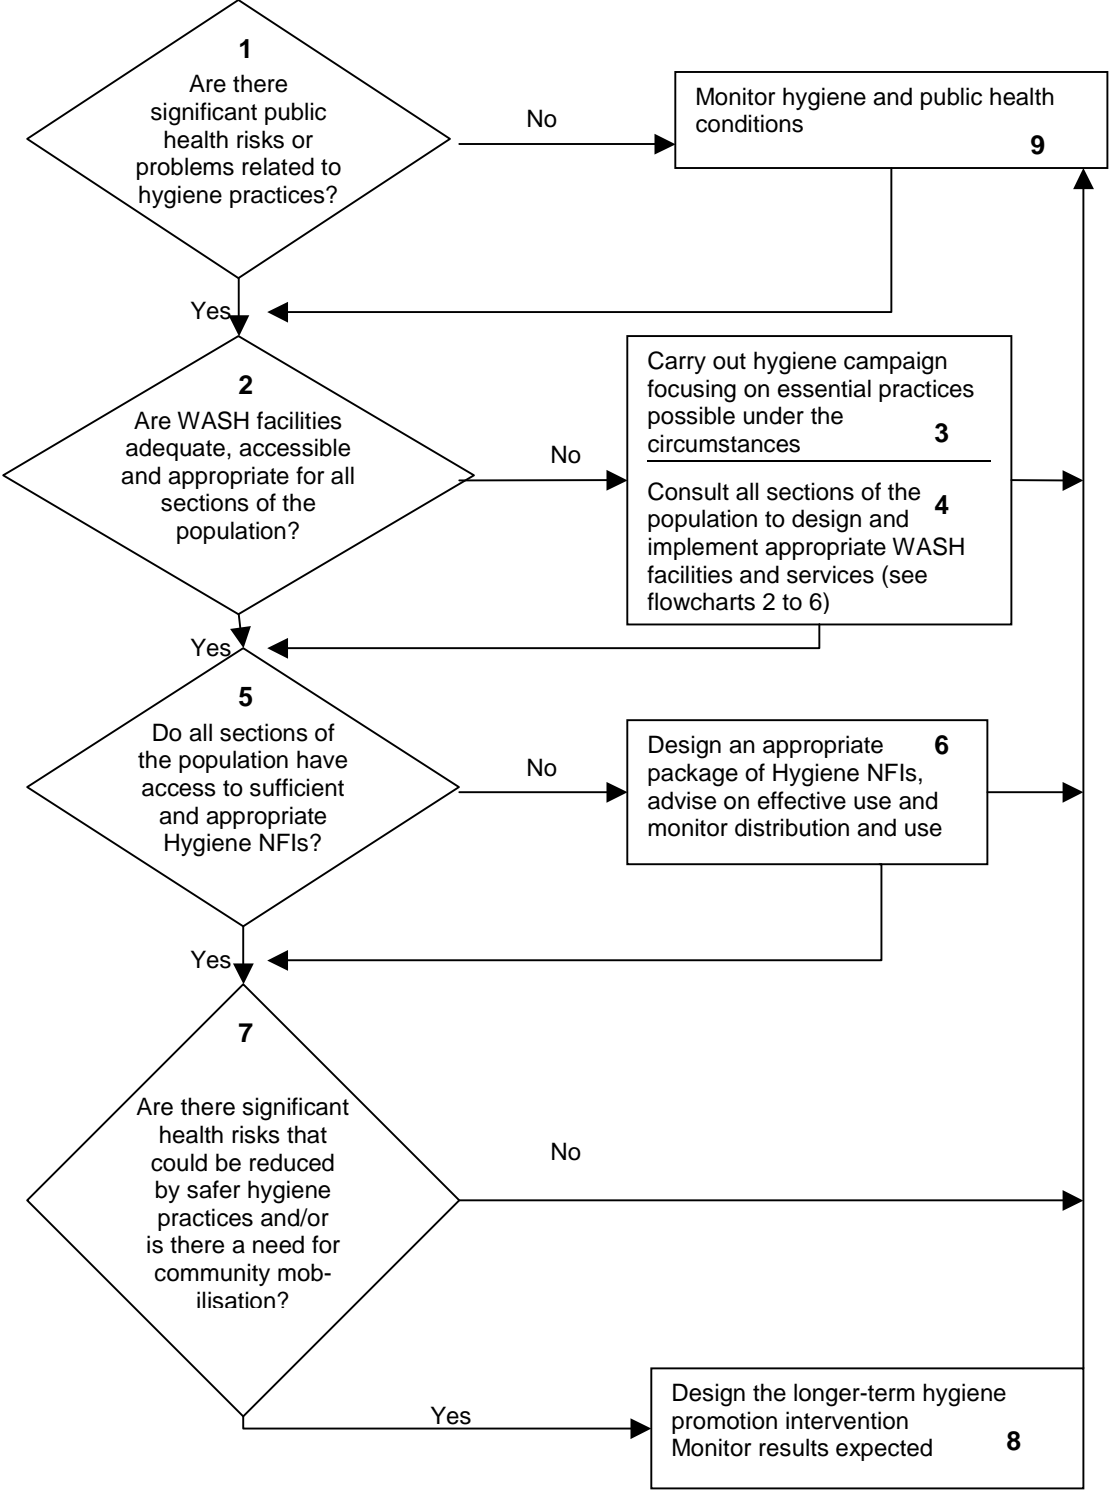 1
Are there
significant public
health risks or
problems related to
hygiene practices?
No
Monitor hygiene and public health
conditions
9
Yes
2
Are WASH facilities
adequate, accessible
and appropriate for all
sections of the
population?
No
Carry out hygiene campaign
focusing on essential practices
possible under the
circumstances
3
Consult all sections of the
4
population to design and
implement appropriate WASH
facilities and services (see
flowcharts 2 to 6)
Yes
5
Do all sections of
the population have
access to sufficient
and appropriate
Hygiene NFIs?
No
Design an appropriate
6
package of Hygiene NFIs,
advise on effective use and
monitor distribution and use
Yes
7
Are there significant
health risks that
could be reduced
by safer hygiene
practices and/or
is there a need for
community mob-
ilisation?
No
Yes
Design the longer-term hygiene
promotion intervention
Monitor results expected
8